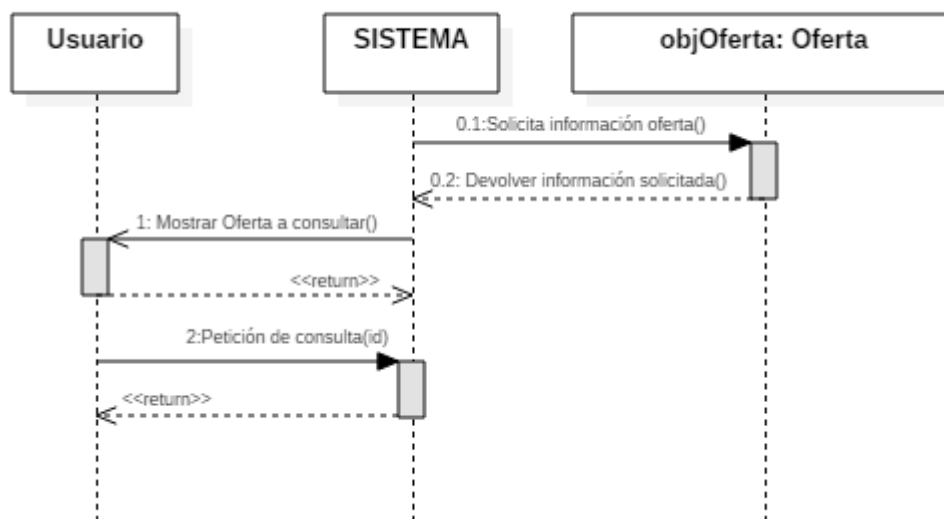 Usuario
SISTEMA
objOferta: Oferta
0.1:Solicita información oferta()
0.2: Devolver información solicitada()
1: Mostrar Oferta a consultar()
<<return>>
2:Petición de consulta(id)
<<return>>